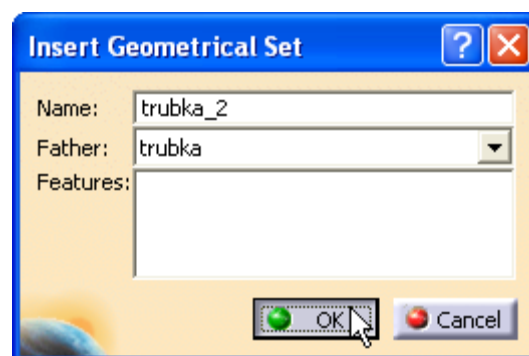 Insert Geometrical Set
Name: trubka_2
Father: trubka
Features:
OK Cancel